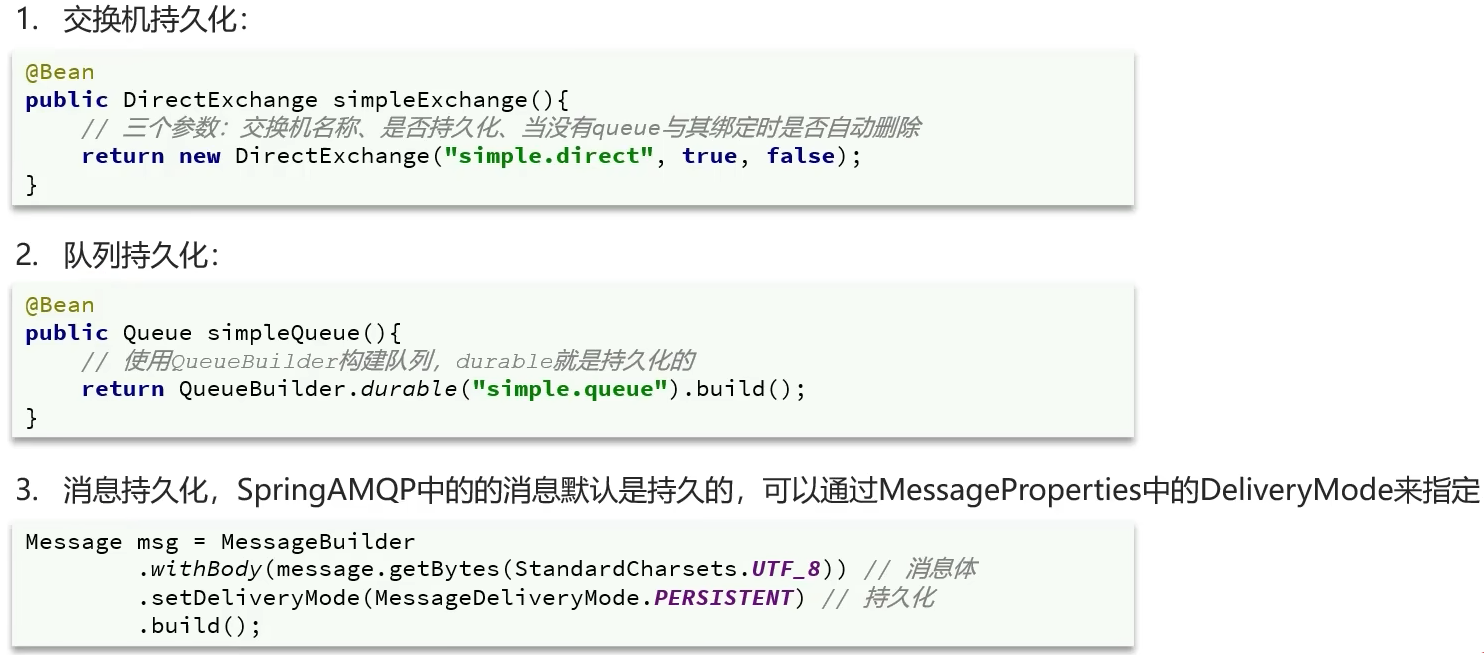 1. 交换机持久化：
@Bean
public DirectExchange simpleExchange(){
    // 三个参数：交换机名称、是否持久化、当没有queue与其绑定时是否自动删除
    return new DirectExchange("simple.direct", true, false);
}
2. 队列持久化：
@Bean
public Queue simpleQueue(){
    // 使用QueueBuilder构建队列，durable就是持久化的
    return QueueBuilder.durable("simple.queue").build();
}
3. 消息持久化，SpringAMQP中的的消息默认是持久的，可以通过MessageProperties中的DeliveryMode来指定
Message msg = MessageBuilder
        .withBody(message.getBytes(StandardCharsets.UTF_8)) // 消息体
        .setDeliveryMode(MessageDeliveryMode.PERSISTENT) // 持久化
        .build();